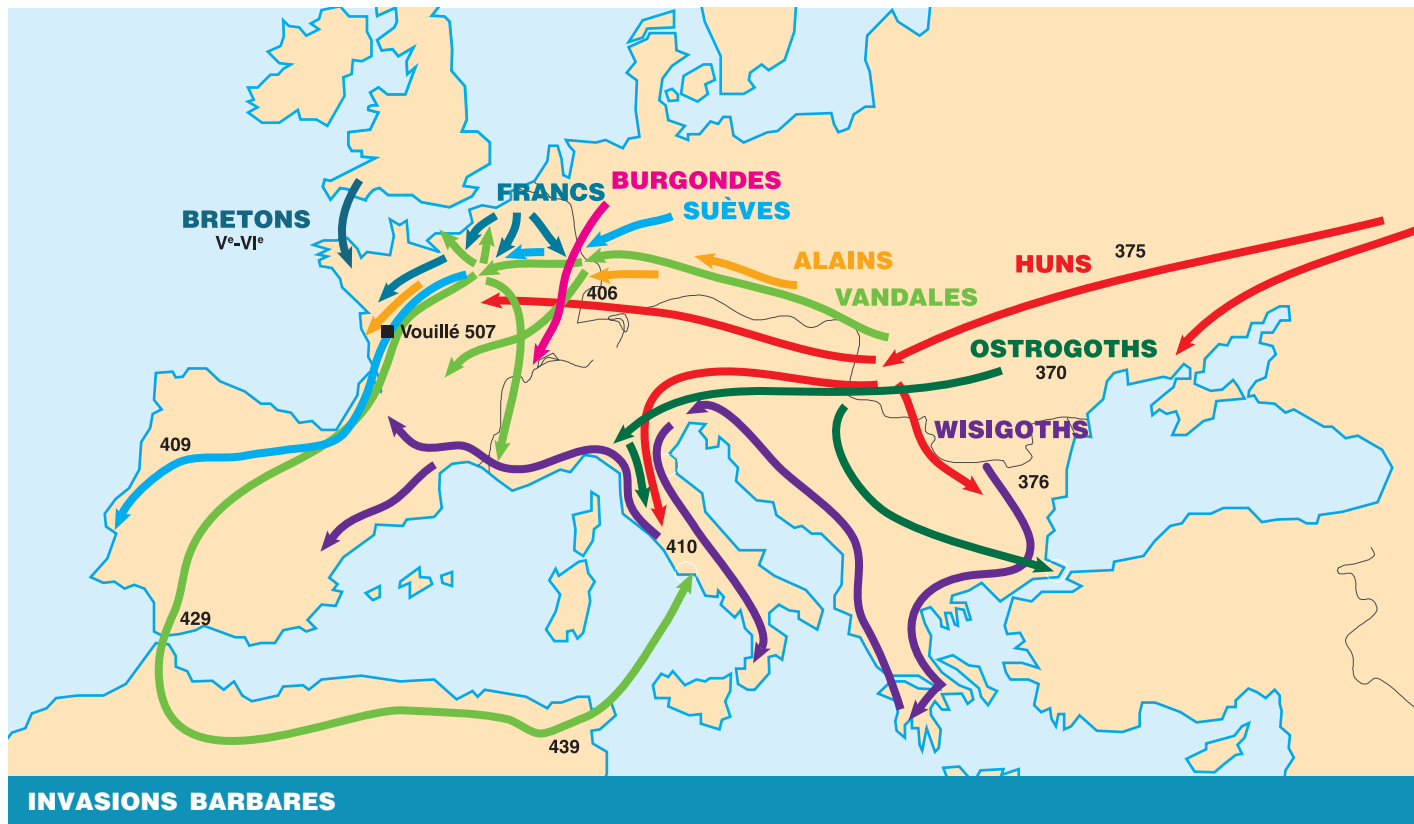 BURGONDES
FRANCS
SUÈVES
BRETONS
Vᵉ-VIᵉ
ALAINS
HUNS
375
VANDALES
406
Vouillé 507
OSTROGOTHS
370
WISIGOTHS
376
409
410
429
439
INVASIONS BARBARES